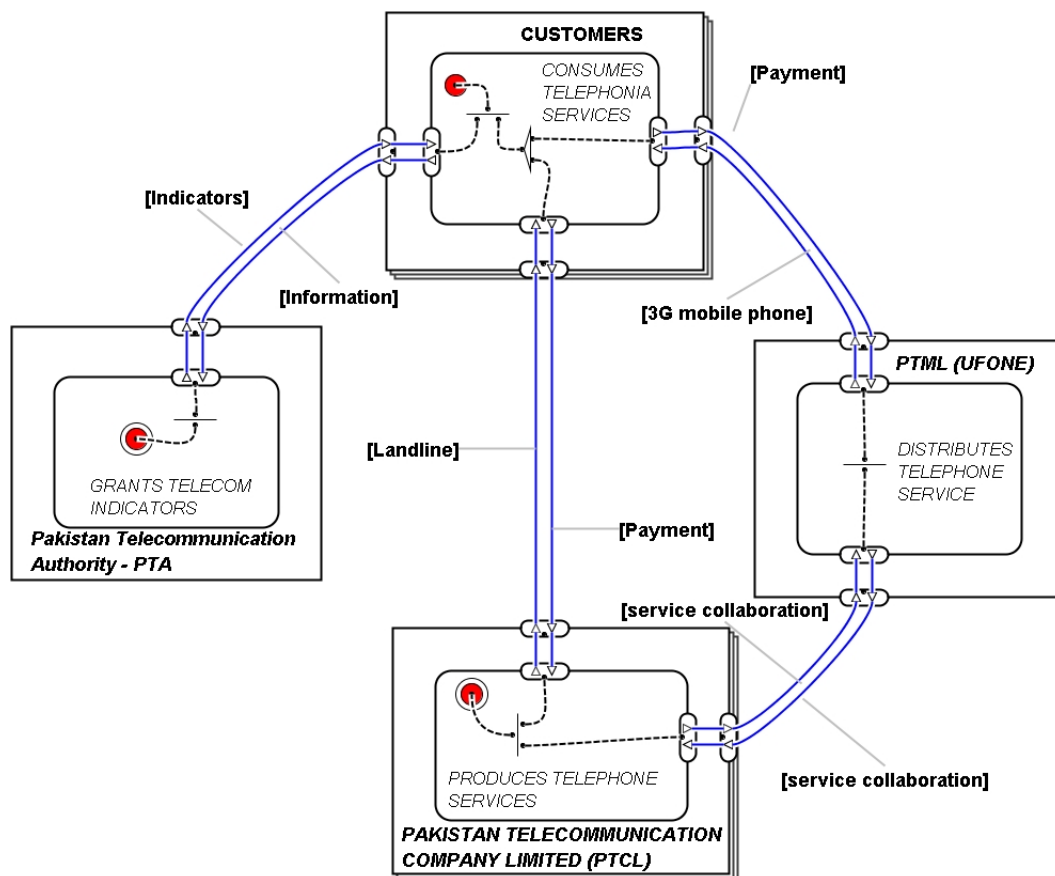 CUSTOMERS
CONSUMES
TELEPHONIA
SERVICES
[Payment]
[Indicators]
[Information]
[3G mobile phone]
PTML (UFONE)
DISTRIBUTES
TELEPHONE
SERVICE
[Landline]
GRANTS TELECOM
INDICATORS
Pakistan Telecommunication
Authority - PTA
[Payment]
[service collaboration]
PRODUCES TELEPHONE
SERVICES
[service collaboration]
PAKISTAN TELECOMMUNICATION
COMPANY LIMITED (PTCL)